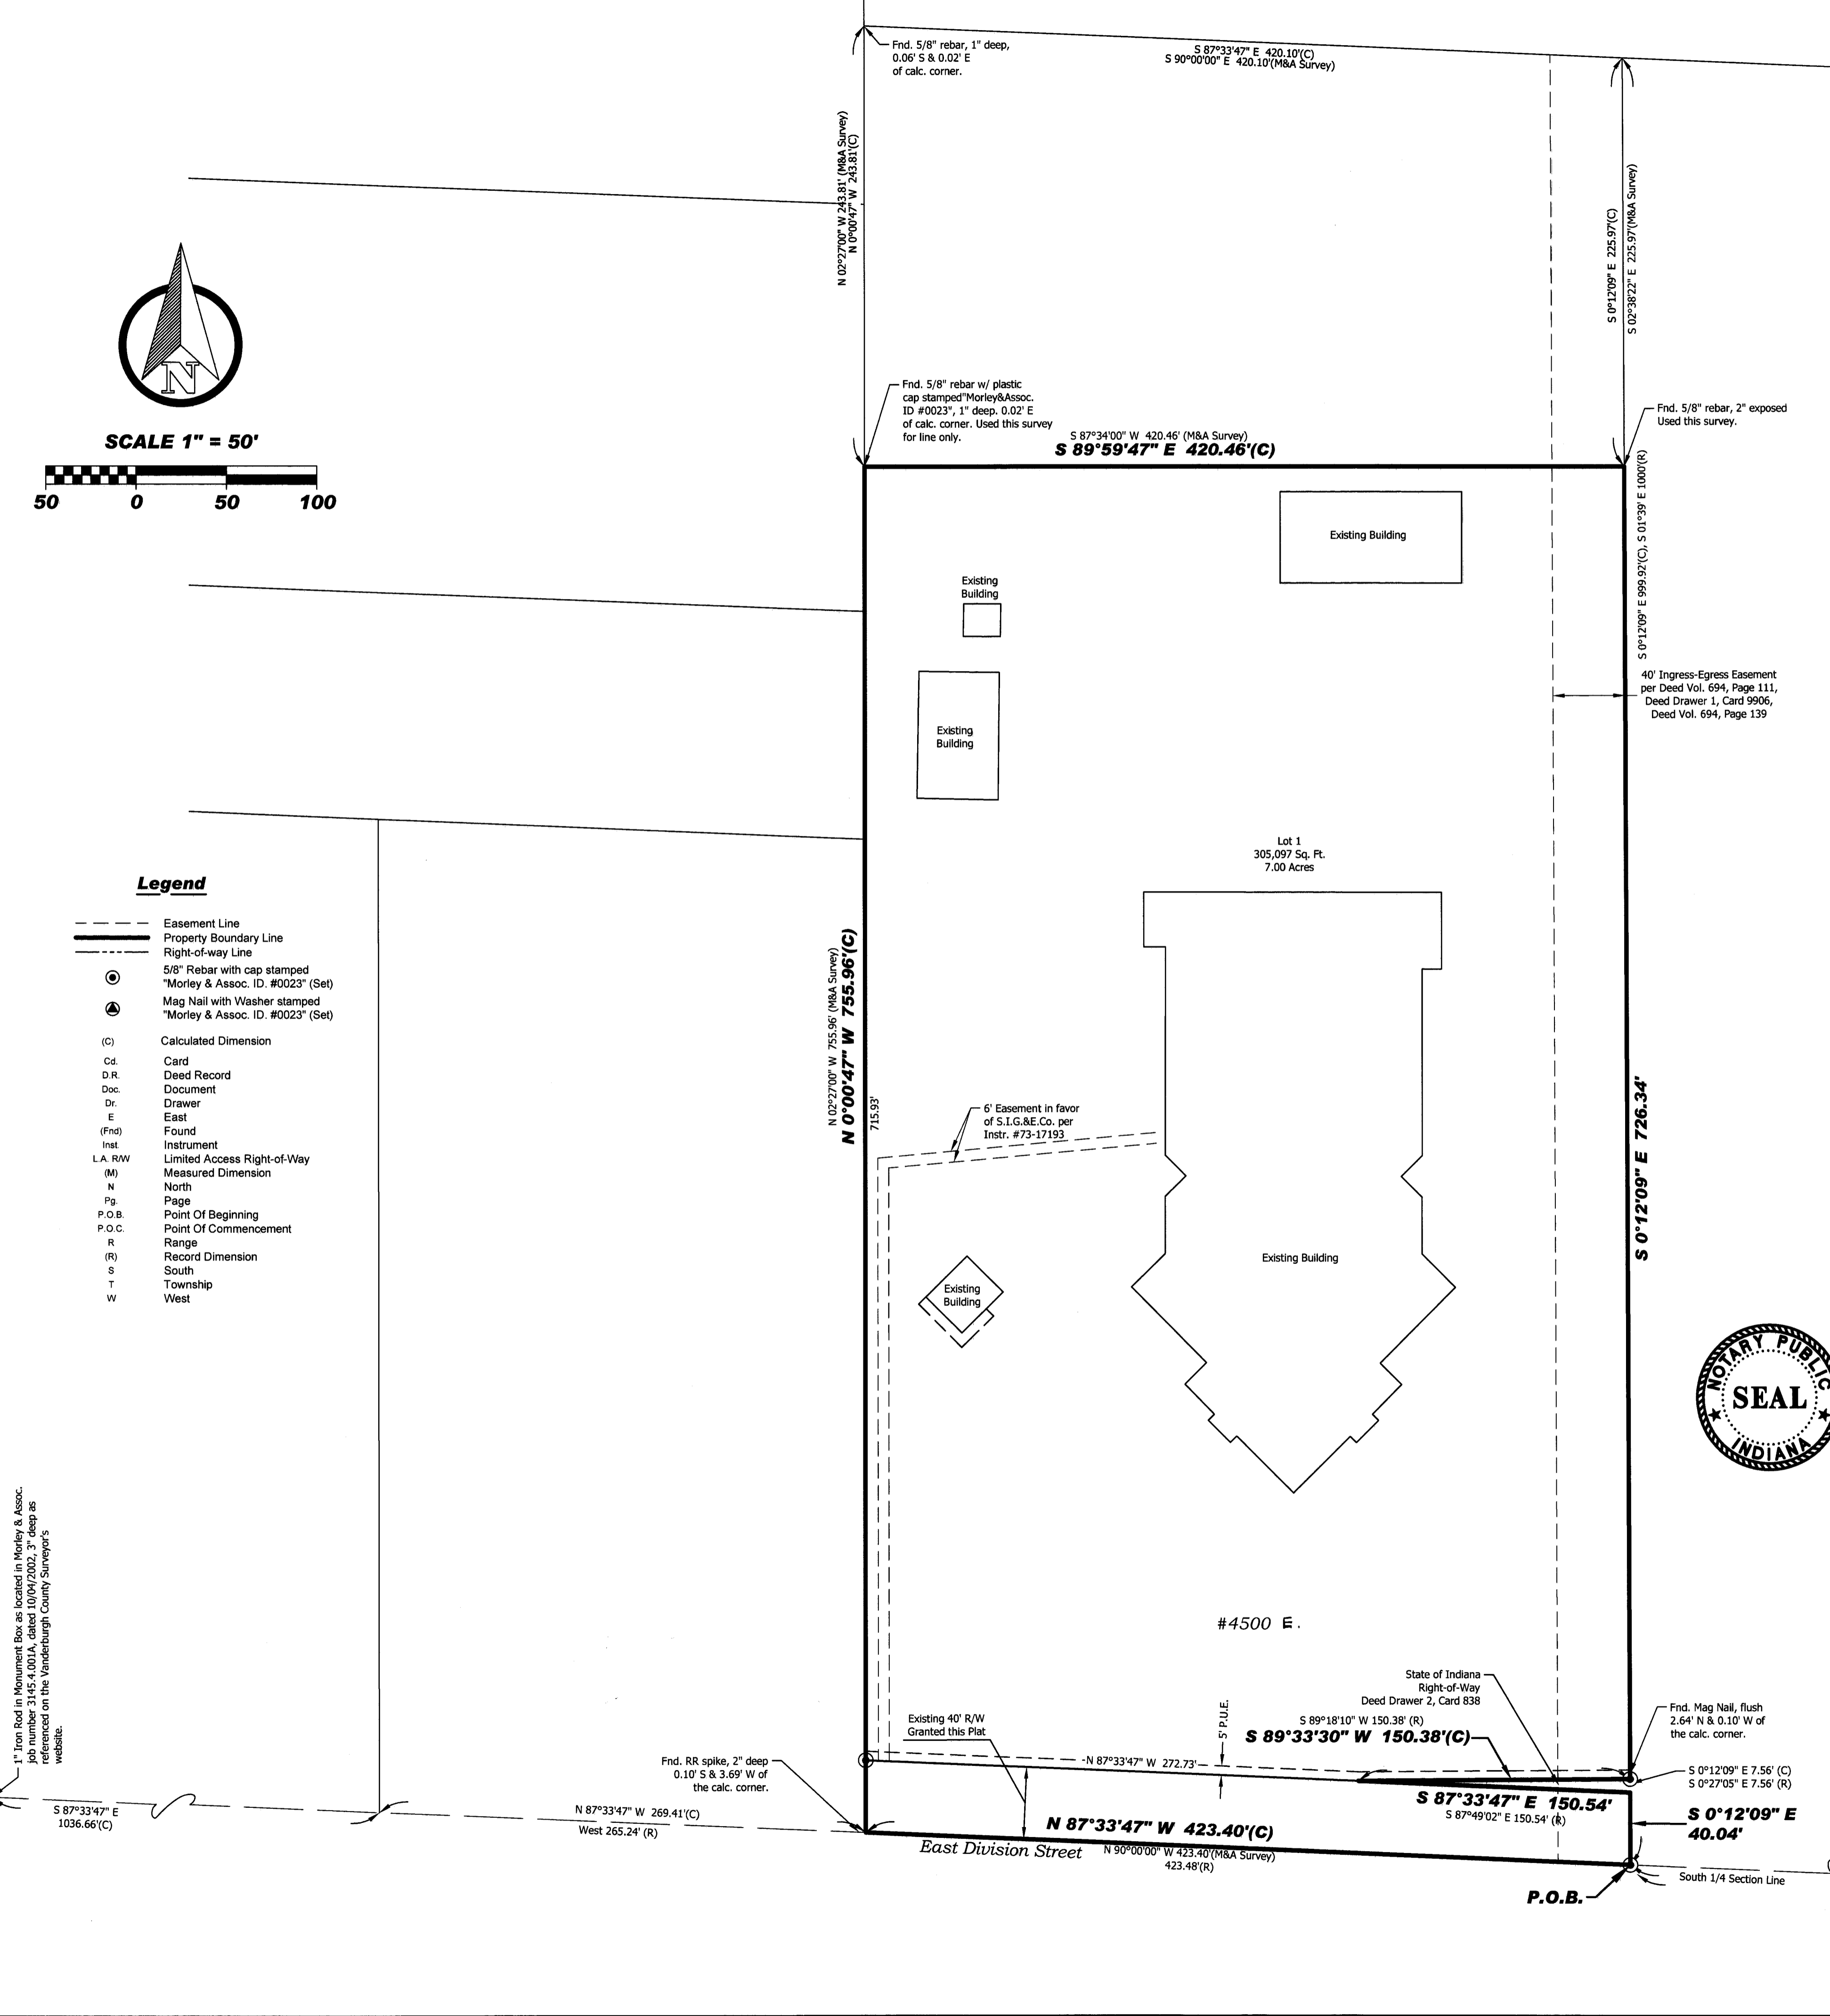 Fnd. 5/8" rebar, 1" deep,
0.06' S & 0.02' E
of calc. corner.
S 87°33'47" E 420.10'(C)
S 90°00'00" E 420.10'(M&A Survey)
N 02°27'00" W 243.81' (M&A Survey)
N 0°00'47" W 243.81'(C)
S 0°12'09" E 225.97'(C)
S 02°38'22" E 225.97'(M&A Survey)
N
SCALE 1" = 50'
50 0 50 100
Fnd. 5/8" rebar w/ plastic
cap stamped"Morley&Assoc.
ID #0023", 1" deep. 0.02' E
of calc. corner. Used this survey
for line only.
S 87°34'00" W 420.46' (M&A Survey)
S 89°59'47" E 420.46'(C)
Fnd. 5/8" rebar, 2" exposed
Used this survey.
S 0°12'09" E 999.92'(C), S 01°39' E 1000'(R)
Existing Building
Existing
Building
40' Ingress-Egress Easement
per Deed Vol. 694, Page 111,
Deed Drawer 1, Card 9906,
Deed Vol. 694, Page 139
Existing
Building
Lot 1
305,097 Sq. Ft.
7.00 Acres
Legend
Easement Line
Property Boundary Line
Right-of-way Line
5/8" Rebar with cap stamped
"Morley & Assoc. ID. #0023" (Set)
Mag Nail with Washer stamped
"Morley & Assoc. ID. #0023" (Set)
(C) Calculated Dimension
Cd. Card
D.R. Deed Record
Doc. Document
Dr. Drawer
E East
(Fnd) Found
Inst. Instrument
L.A. R/W Limited Access Right-of-Way
(M) Measured Dimension
N North
Pg. Page
P.O.B. Point Of Beginning
P.O.C. Point Of Commencement
R Range
(R) Record Dimension
S South
T Township
W West
N 02°27'00" W 755.96' (M&A Survey)
N 0°00'47" W 755.96'(C)
715.93'
6' Easement in favor
of S.I.G.&E.Co. per
Instr. #73-17193
S 0°12'09" E 726.34'
Existing Building
Existing
Building
NOTARY PUBLIC
SEAL
INDIANA
1" Iron Rod in Monument Box as located in Morley & Assoc.
job number 3145.4.001A, dated 10/04/2002, 3" deep as
referenced on the Vanderburgh County Surveyor's
website.
#4500 E.
State of Indiana
Right-of-Way
Deed Drawer 2, Card 838
Existing 40' R/W
Granted this Plat
5' P.U.E.
S 89°18'10" W 150.38' (R)
S 89°33'30" W 150.38'(C)
Fnd. Mag Nail, flush
2.64' N & 0.10' W of
the calc. corner.
Fnd. RR spike, 2" deep
0.10' S & 3.69' W of
the calc. corner.
N 87°33'47" W 272.73'
S 0°12'09" E 7.56' (C)
S 0°27'05" E 7.56' (R)
S 87°33'47" E 150.54'
S 87°49'02" E 150.54' (R)
S 0°12'09" E
40.04'
S 87°33'47" E
1036.66'(C)
N 87°33'47" W 269.41'(C)
West 265.24' (R)
N 87°33'47" W 423.40'(C)
East Division Street
N 90°00'00" W 423.40'(M&A Survey)
423.48'(R)
South 1/4 Section Line
P.O.B.